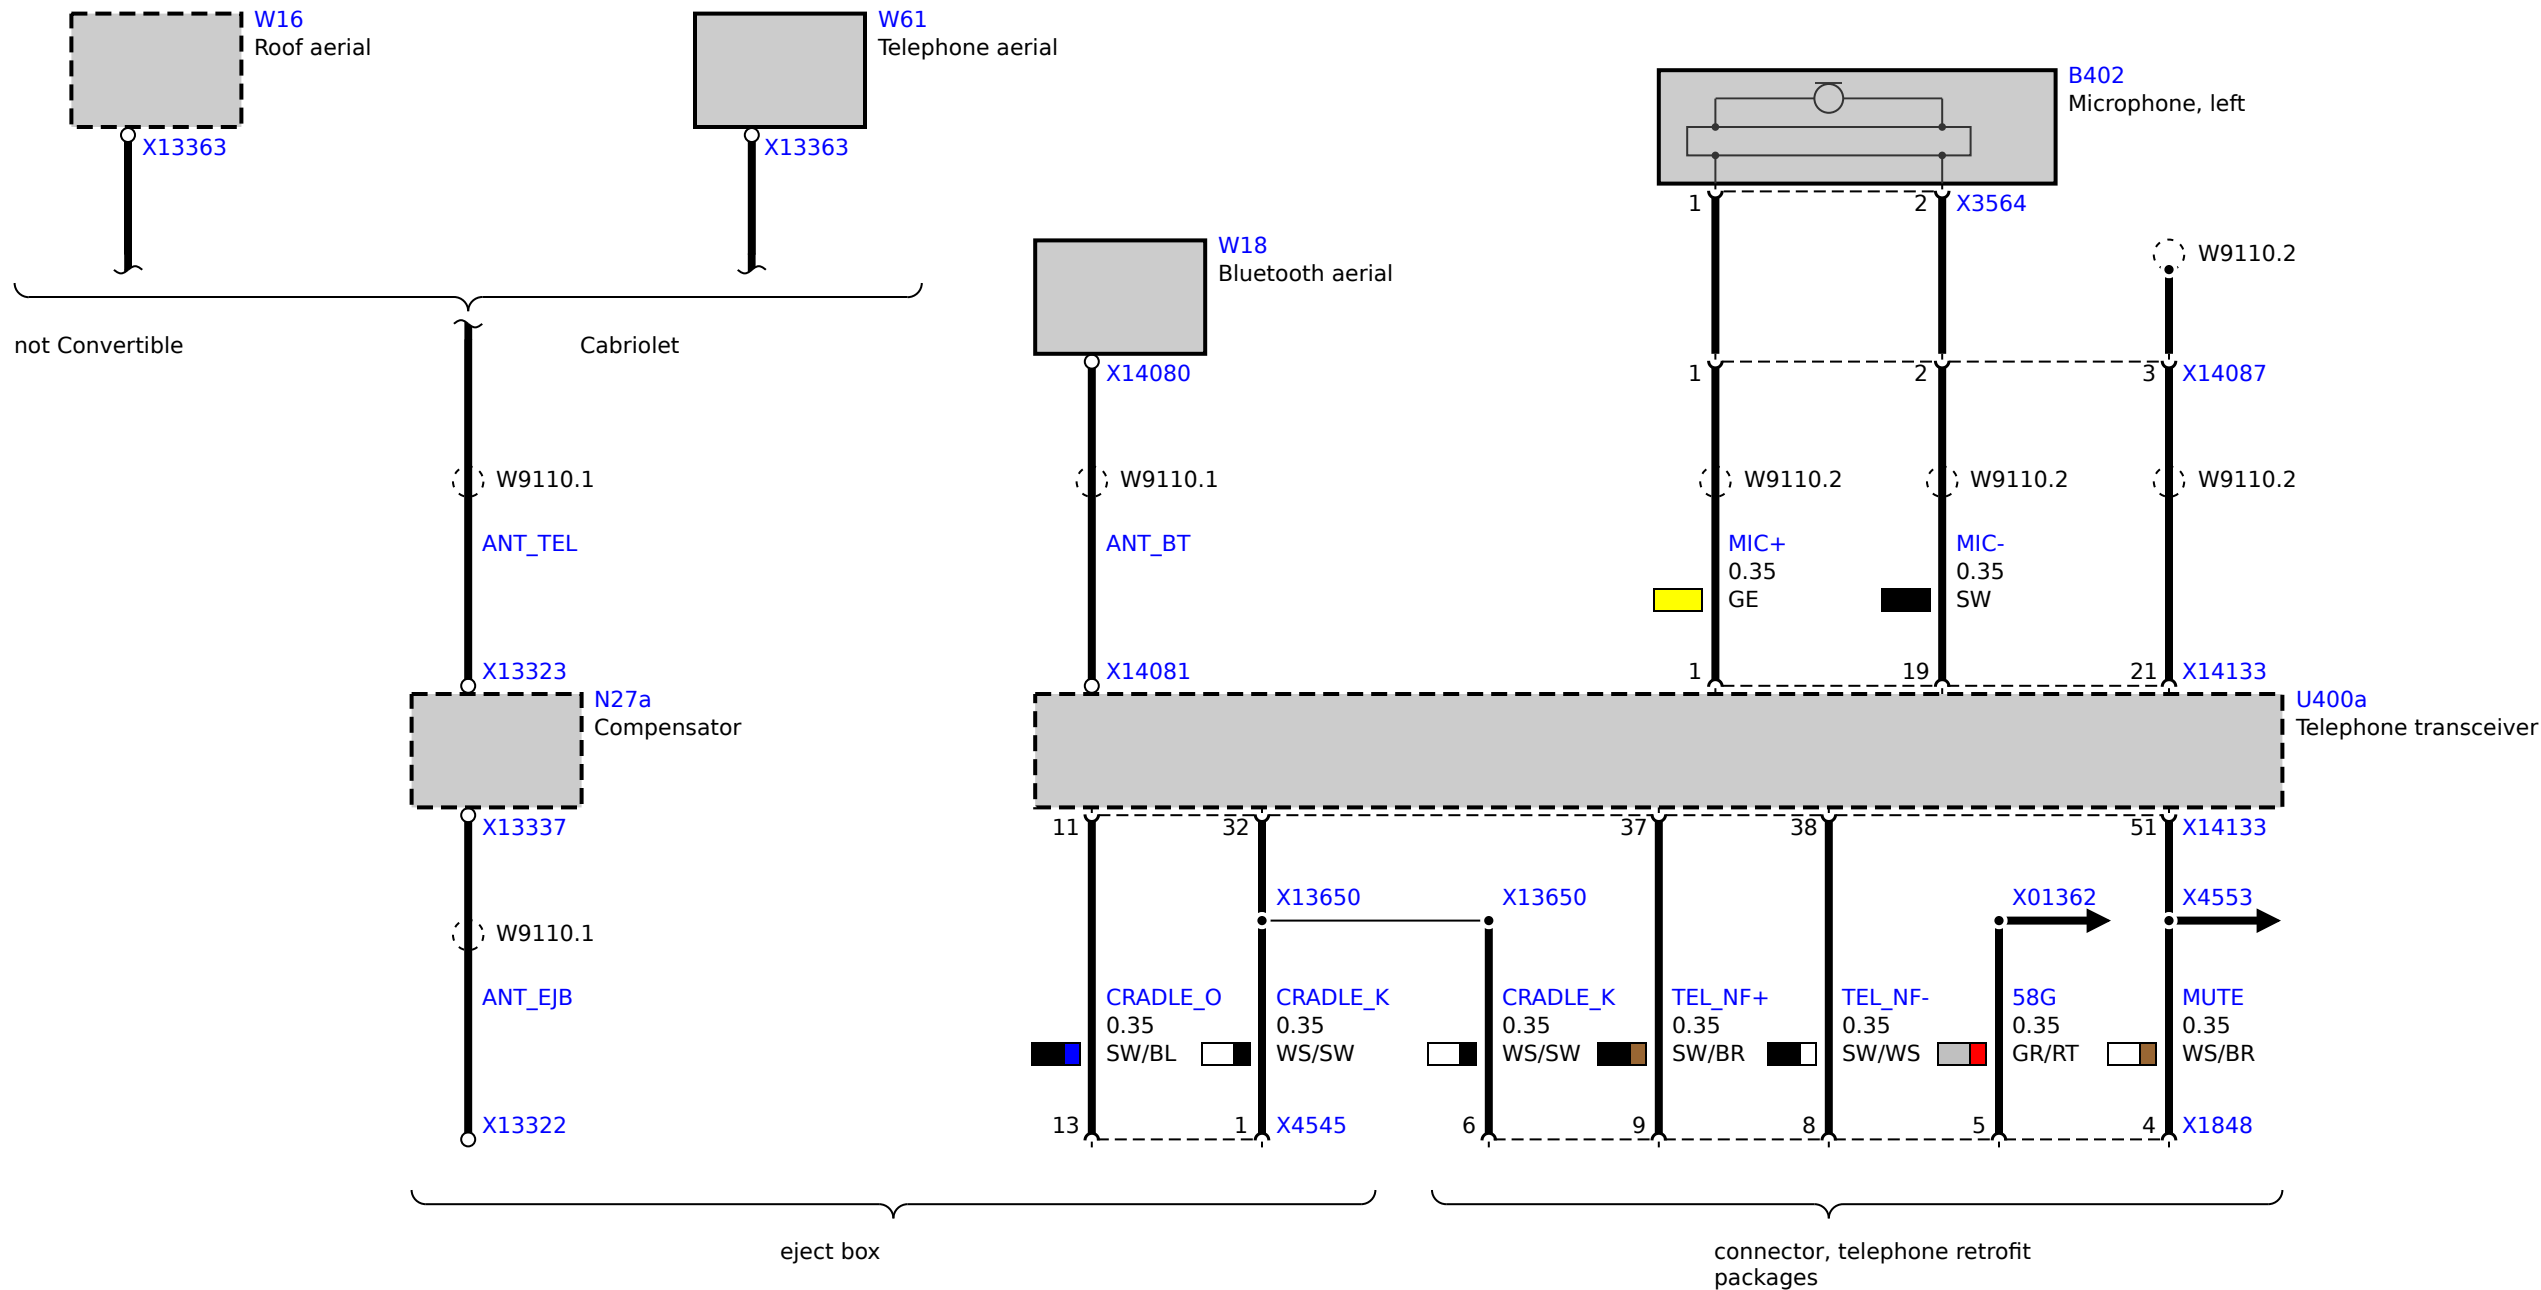 W16
Roof aerial
X13363
W61
Telephone aerial
X13363
B402
Microphone, left
1
2
X3564
W18
Bluetooth aerial
W9110.2
not Convertible
Cabriolet
X14080
1
2
3
X14087
W9110.1
W9110.1
W9110.2
W9110.2
W9110.2
ANT_TEL
ANT_BT
MIC+
0.35
GE
MIC-
0.35
SW
X13323
X14081
1
19
21
X14133
N27a
Compensator
U400a
Telephone transceiver
X13337
11
32
37
38
51
X14133
X13650
X13650
X01362
X4553
W9110.1
ANT_EJB
CRADLE_O
0.35
SW/BL
CRADLE_K
0.35
WS/SW
CRADLE_K
0.35
WS/SW
TEL_NF+
0.35
SW/BR
TEL_NF-
0.35
SW/WS
58G
0.35
GR/RT
MUTE
0.35
WS/BR
X13322
13
1
X4545
6
9
8
5
4
X1848
eject box
connector, telephone retrofit
packages